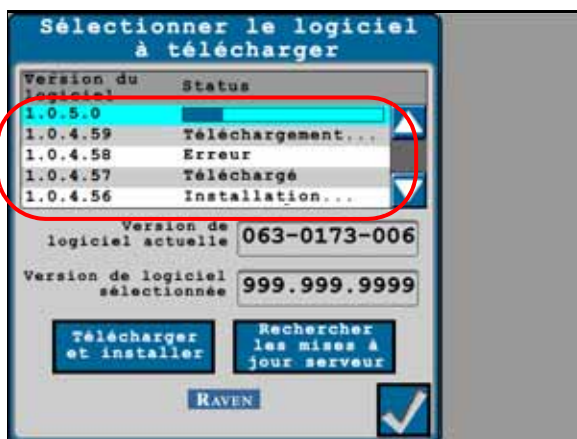 Sélectionner le logiciel
à télécharger
Version du
logiciel
Status
1.0.5.0
1.0.4.59 Téléchargement...
1.0.4.58 Erreur
1.0.4.57 Téléchargé
1.0.4.56 Installation...
Version de
logiciel actuelle
063-0173-006
Version de logiciel
sélectionnée
999.999.9999
Télécharger
et installer
Rechercher
les mises à
jour serveur
RAVEN